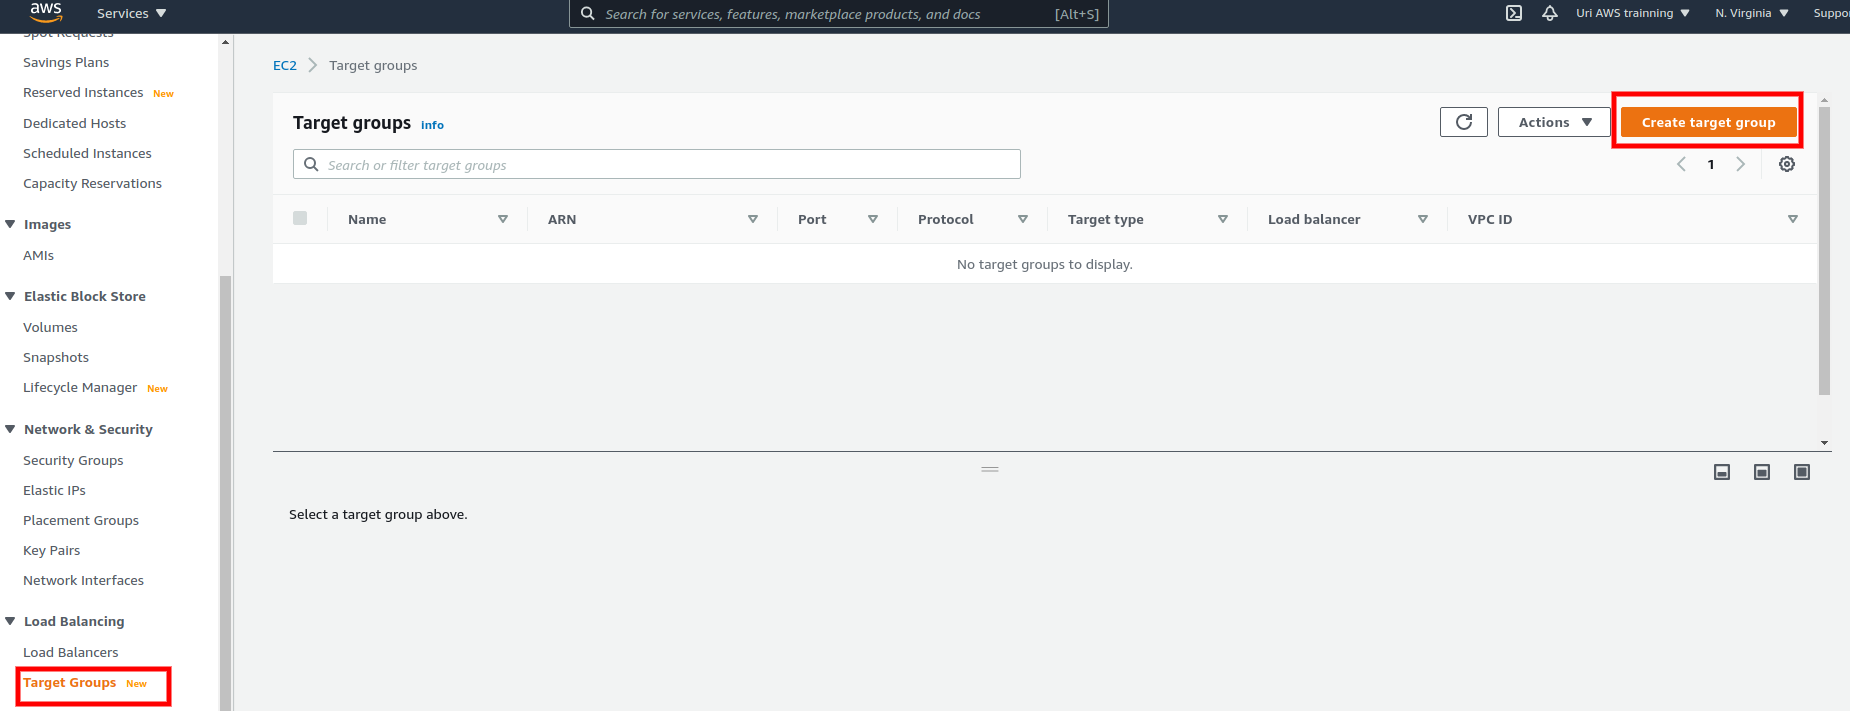 aws Services Search for services, features, marketplace products, and docs [Alt+S] Uri AWS trainning N. Virginia Suppo
Spot Requests
Savings Plans
Reserved Instances New
Dedicated Hosts
Scheduled Instances
Capacity Reservations
Images
AMIs
Elastic Block Store
Volumes
Snapshots
Lifecycle Manager New
Network & Security
Security Groups
Elastic IPs
Placement Groups
Key Pairs
Network Interfaces
Load Balancing
Load Balancers
Target Groups New
EC2 Target groups
Target groups info Actions Create target group
Search or filter target groups 1
Name ARN Port Protocol Target type Load balancer VPC ID
No target groups to display.
Select a target group above.